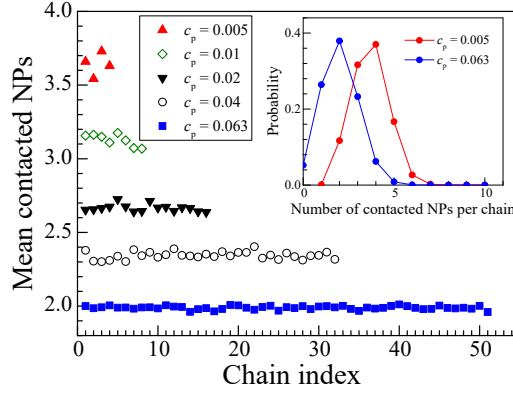 Mean contacted NPs
4.0
3.5
3.0
2.5
2.0
0 10 20 30 40 50
Chain index
c_p = 0.005
c_p = 0.01
c_p = 0.02
c_p = 0.04
c_p = 0.063
Probability
0.4
0.2
0.0
0 5 10
Number of contacted NPs per chain
c_p = 0.005
c_p = 0.063